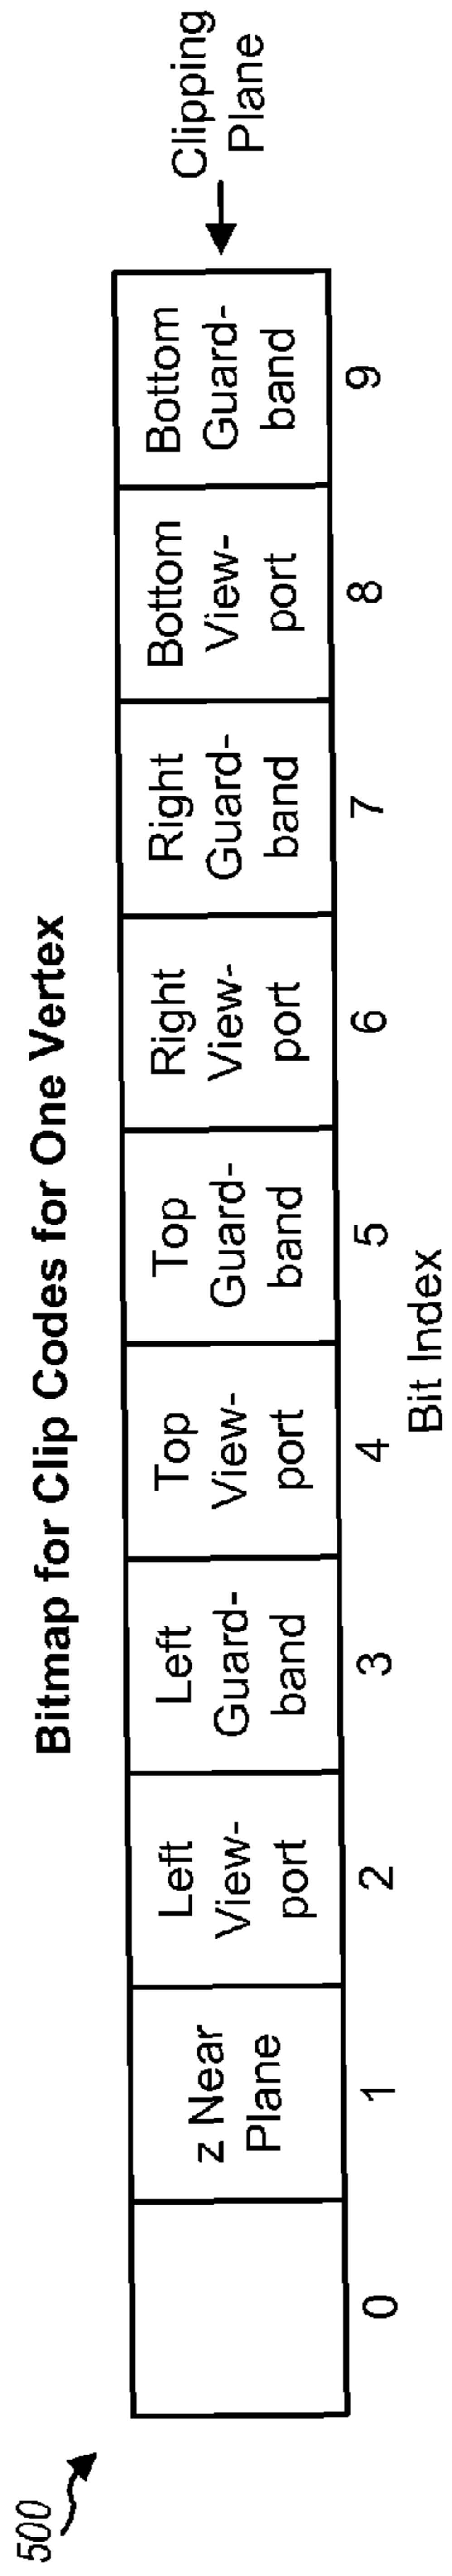 500
Bitmap for Clip Codes for One Vertex
z Near
Plane
Left
View-
port
Left
Guard-
band
Top
View-
port
Top
Guard-
band
Right
View-
port
Right
Guard-
band
Bottom
View-
port
Bottom
Guard-
band
Clipping
Plane
0 1 2 3 4 5 6 7 8 9
Bit Index